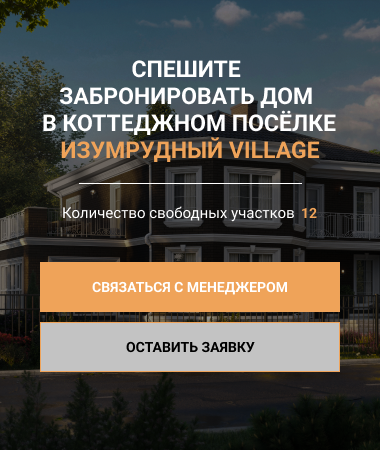 СПЕШИТЕ
ЗАБРОНИРОВАТЬ ДОМ
В КОТТЕДЖНОМ ПОСЁЛКЕ
ИЗУМРУДНЫЙ VILLAGE
Количество свободных участков 12
СВЯЗАТЬСЯ С МЕНЕДЖЕРОМ
ОСТАВИТЬ ЗАЯВКУ